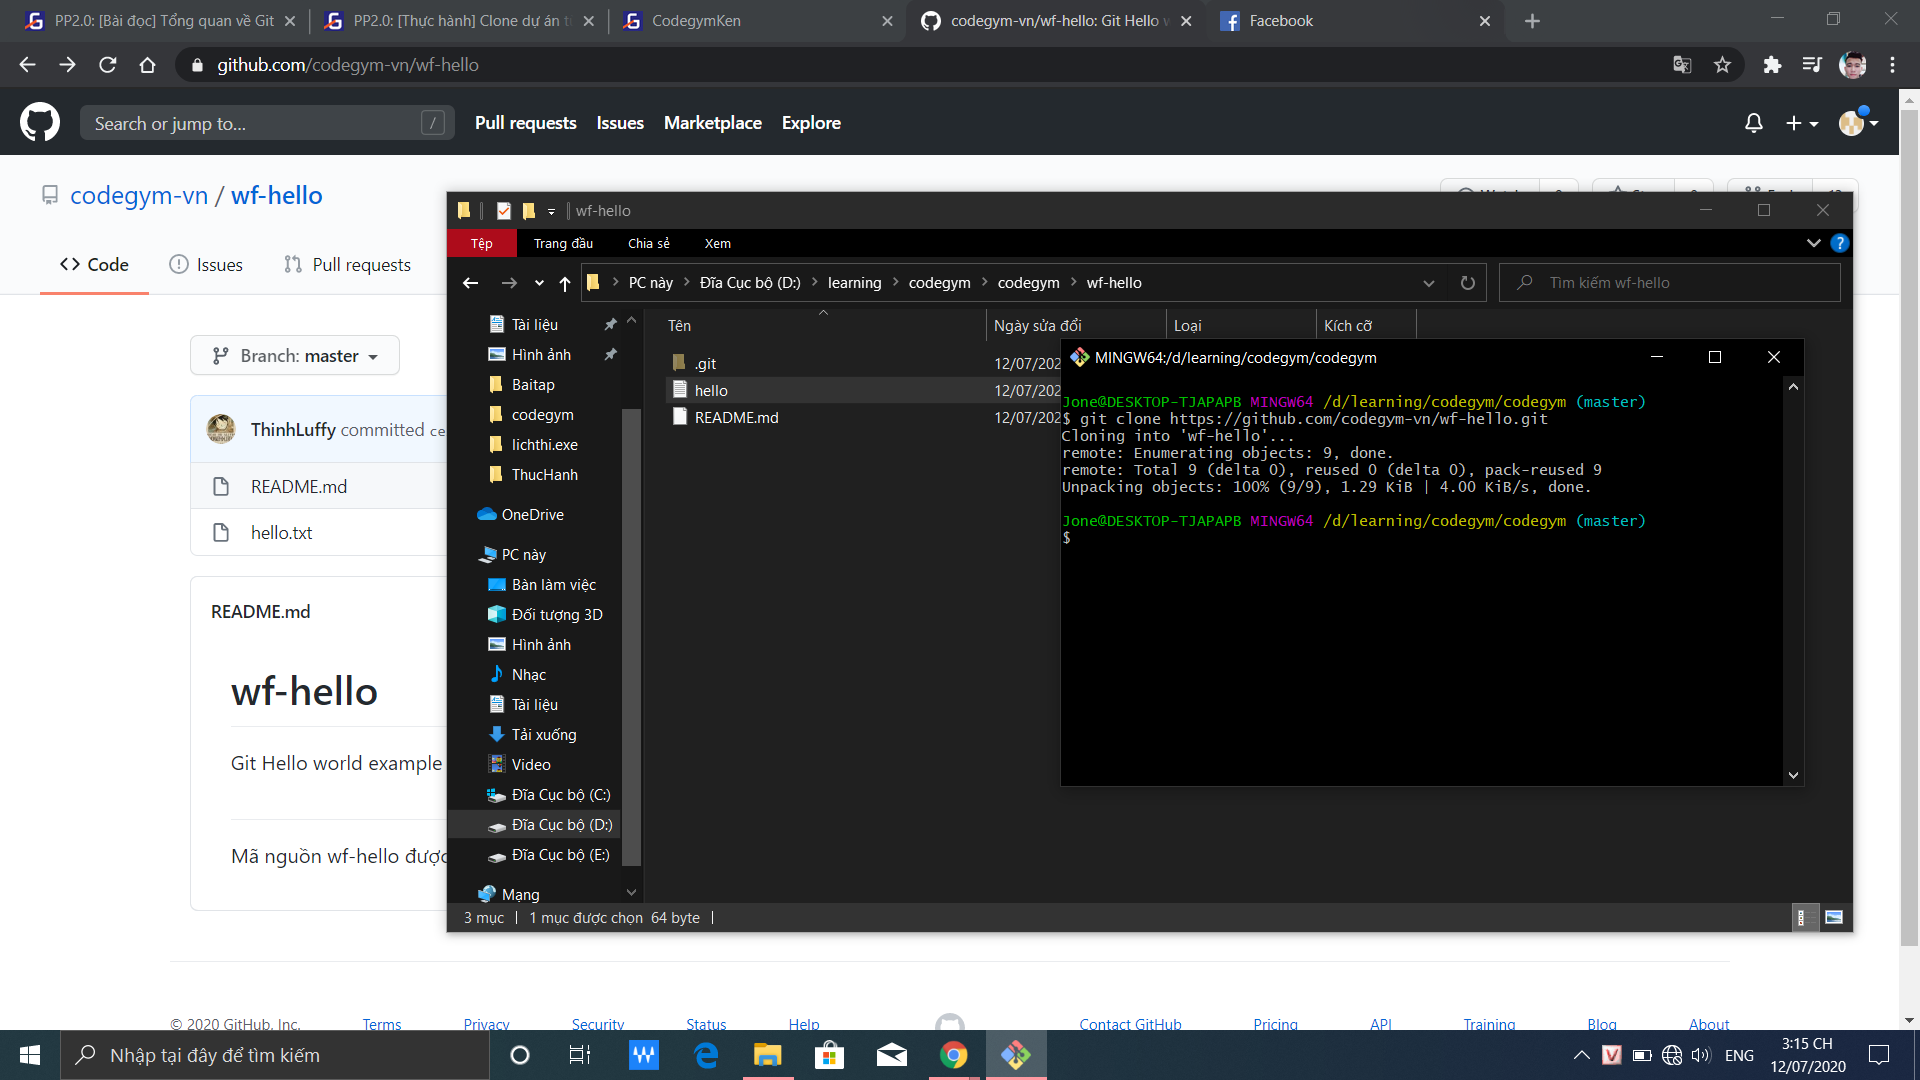 PP2.0: [Bài đọc] Tổng quan về Git
PP2.0: [Thực hành] Clone dự án t
CodegymKen
codegym-vn/wf-hello: Git Hello w
Facebook
github.com/codegym-vn/wf-hello
Search or jump to...
/
Pull requests
Issues
Marketplace
Explore
codegym-vn / wf-hello
Code
Issues
Pull requests
Branch: master
ThinhLuffy committed ce
README.md
hello.txt
README.md
wf-hello
Git Hello world example
Mã nguồn wf-hello được
wf-hello
Tệp
Trang đầu
Chia sẻ
Xem
PC này
Đĩa Cục bộ (D:)
learning
codegym
codegym
wf-hello
Tìm kiếm wf-hello
Tài liệu
Hình ảnh
Baitap
codegym
lichthi.exe
ThucHanh
OneDrive
PC này
Bàn làm việc
Đối tượng 3D
Hình ảnh
Nhạc
Tài liệu
Tải xuống
Video
Đĩa Cục bộ (C:)
Đĩa Cục bộ (D:)
Đĩa Cục bộ (E:)
Mạng
Tên
Ngày sửa đổi
Loại
Kích cỡ
.git
12/07/202
hello
12/07/202
README.md
12/07/202
3 mục
1 mục được chọn 64 byte
MINGW64:/d/learning/codegym/codegym
Jone@DESKTOP-TJAPAPB MINGW64 /d/learning/codegym/codegym (master)
$ git clone https://github.com/codegym-vn/wf-hello.git
Cloning into 'wf-hello'...
remote: Enumerating objects: 9, done.
remote: Total 9 (delta 0), reused 0 (delta 0), pack-reused 9
Unpacking objects: 100% (9/9), 1.29 KiB | 4.00 KiB/s, done.
Jone@DESKTOP-TJAPAPB MINGW64 /d/learning/codegym/codegym (master)
$
© 2020 GitHub, Inc.
Terms
Privacy
Security
Status
Help
Contact GitHub
Pricing
API
Training
Blog
About
Nhập tại đây để tìm kiếm
ENG
3:15 CH
12/07/2020